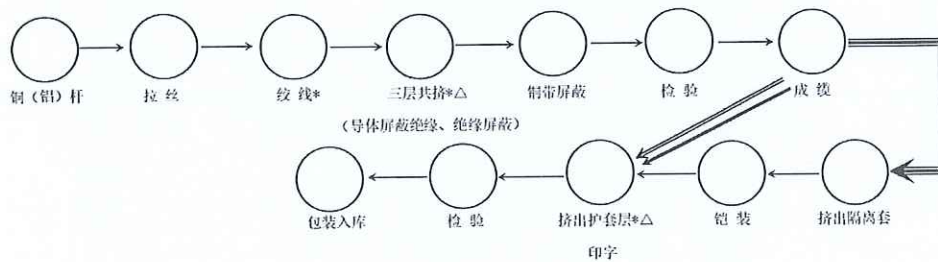 铜（铝）杆 拉 丝 绞 线* 三层共挤*△ 铜带屏蔽 检 验 成 缆
（导体屏蔽绝缘、绝缘屏蔽）
包装入库 检 验 挤出护套层*△ 铠 装 挤出隔离套
印字